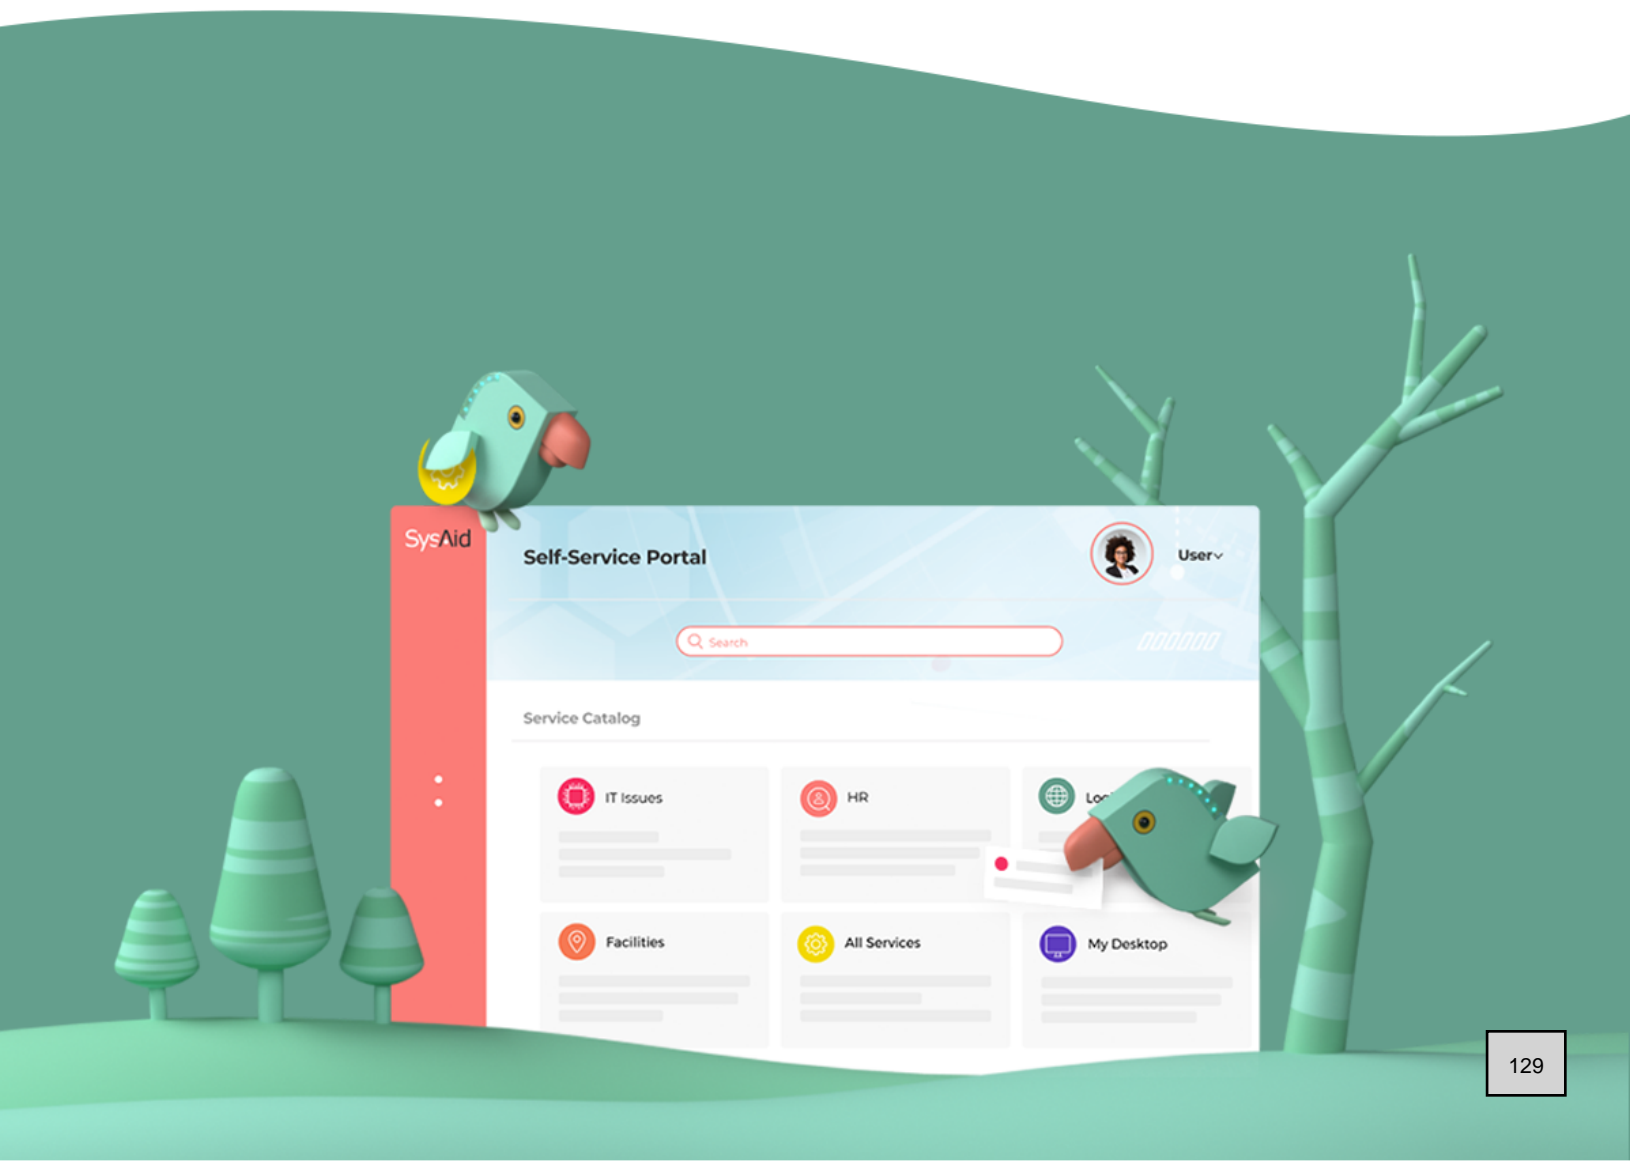 SysAid
Self-Service Portal
User
Search
Service Catalog
IT Issues
HR
Facilities
All Services
My Desktop
129